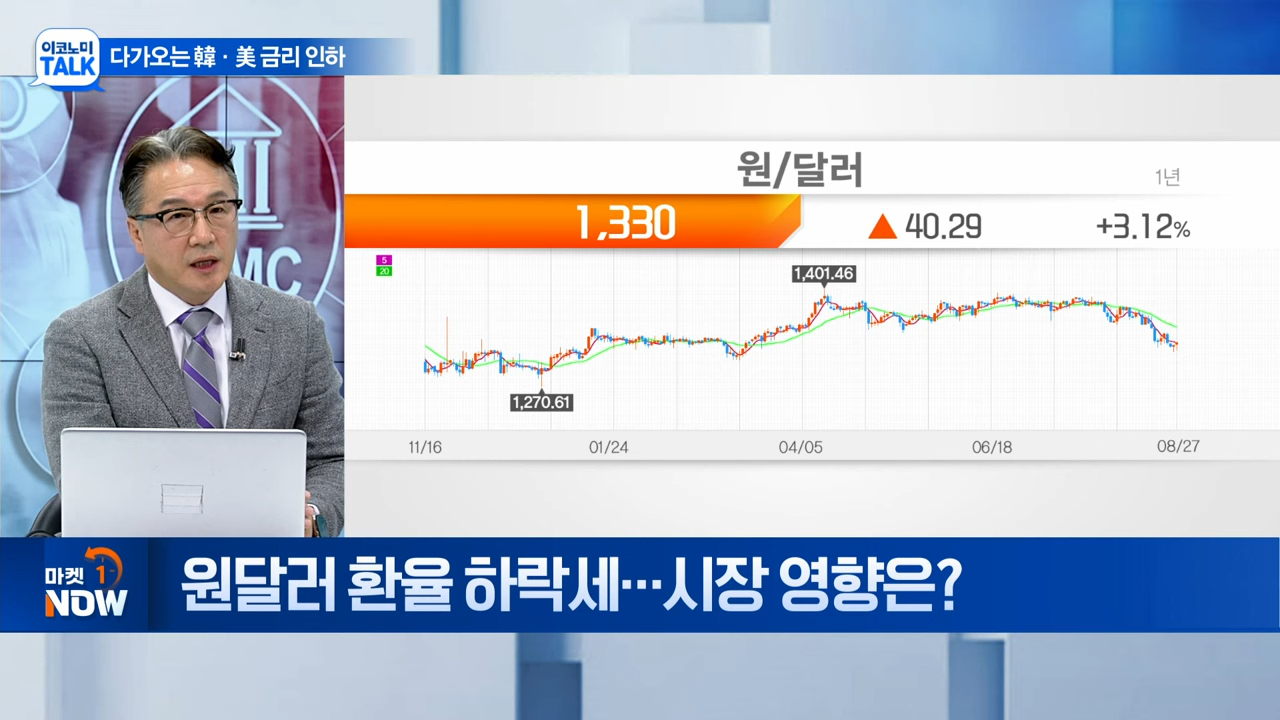 이코노미
TALK
다가오는 韓 · 美 금리 인하
MC
원/달러
1년
1,330
▲ 40.29
+3.12%
5
20
1,401.46
1,270.61
11/16
01/24
04/05
06/18
08/27
마켓 1
NOW
원달러 환율 하락세…시장 영향은?